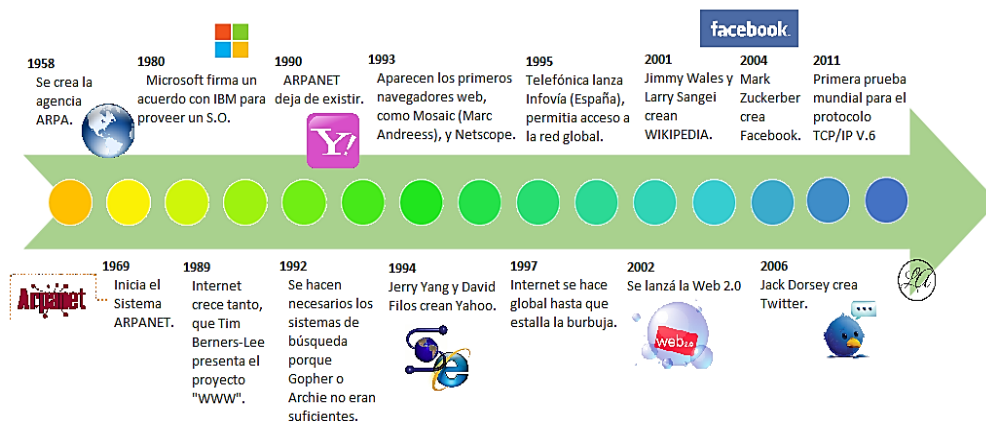 1958
Se crea la
agencia
ARPA.
1980
Microsoft firma un
acuerdo con IBM para
proveer un S.O.
1990
ARPANET
deja de existir.
Y!
1993
Aparecen los primeros
navegadores web,
como Mosaic (Marc
Andreess), y Netscope.
1995
Telefónica lanza
Infovía (España),
permitia acceso a
la red global.
2001
Jimmy Wales y
Larry Sangei
crean
WIKIPEDIA.
facebook
2004
Mark
Zuckerber
crea
Facebook.
2011
Primera prueba
mundial para el
protocolo
TCP/IP V.6
Arpanet
1969
Inicia el
Sistema
ARPANET.
1989
Internet
crece tanto,
que Tim
Berners-Lee
presenta el
proyecto
"WWW".
1992
Se hacen
necesarios los
sistemas de
búsqueda
porque
Gopher o
Archie no eran
suficientes.
1994
Jerry Yang y David
Filos crean Yahoo.
1997
Internet se hace
global hasta que
estalla la burbuja.
2002
Se lanzá la Web 2.0
web2.0
2006
Jack Dorsey crea
Twitter.